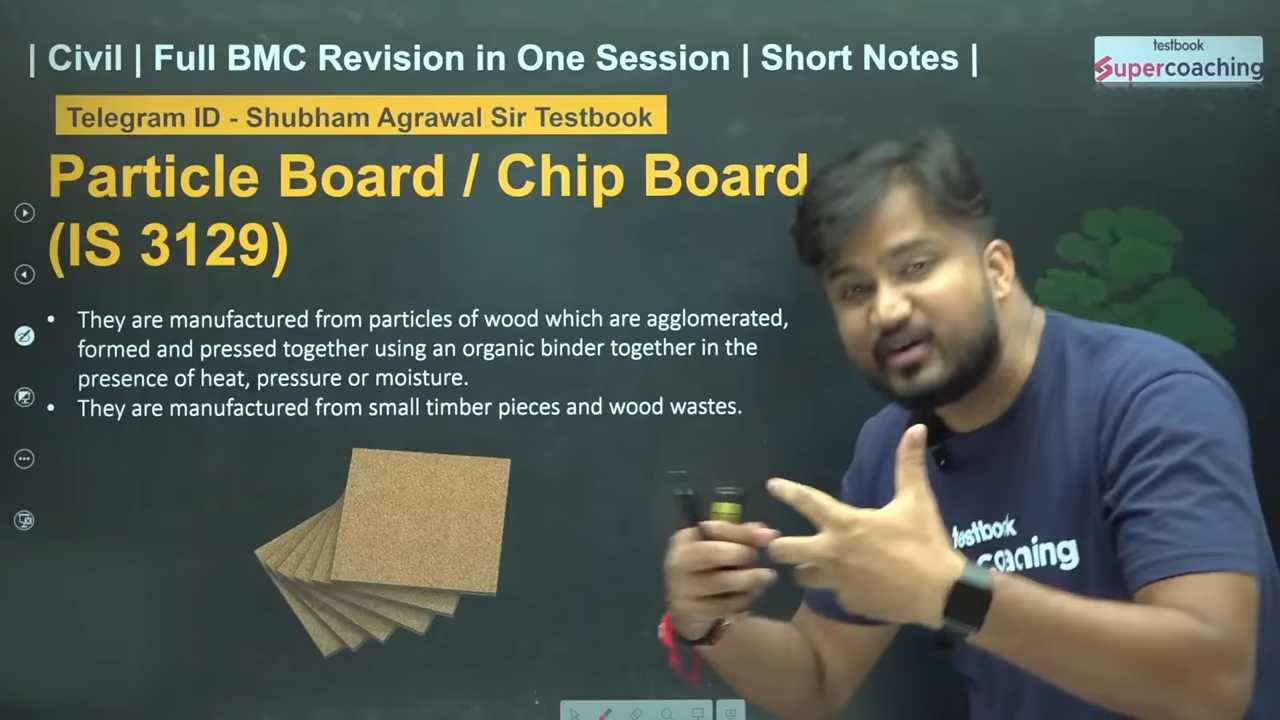 | Civil | Full BMC Revision in One Session | Short Notes |
testbook
Supercoaching
Telegram ID - Shubham Agrawal Sir Testbook
Particle Board / Chip Board
(IS 3129)
• They are manufactured from particles of wood which are agglomerated,
formed and pressed together using an organic binder together in the
presence of heat, pressure or moisture.
• They are manufactured from small timber pieces and wood wastes.
testbook
coaching